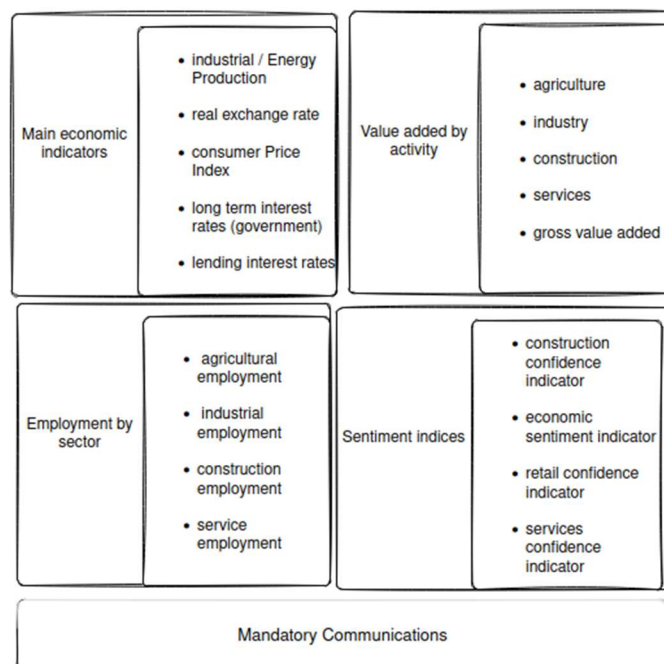 Main economic
indicators
• industrial / Energy
Production
• real exchange rate
• consumer Price
Index
• long term interest
rates (government)
• lending interest rates
Value added by
activity
• agriculture
• industry
• construction
• services
• gross value added
Employment by
sector
• agricultural
employment
• industrial
employment
• construction
employment
• service
employment
Sentiment indices
• construction
confidence
indicator
• economic
sentiment indicator
• retail confidence
indicator
• services
confidence
indicator
Mandatory Communications